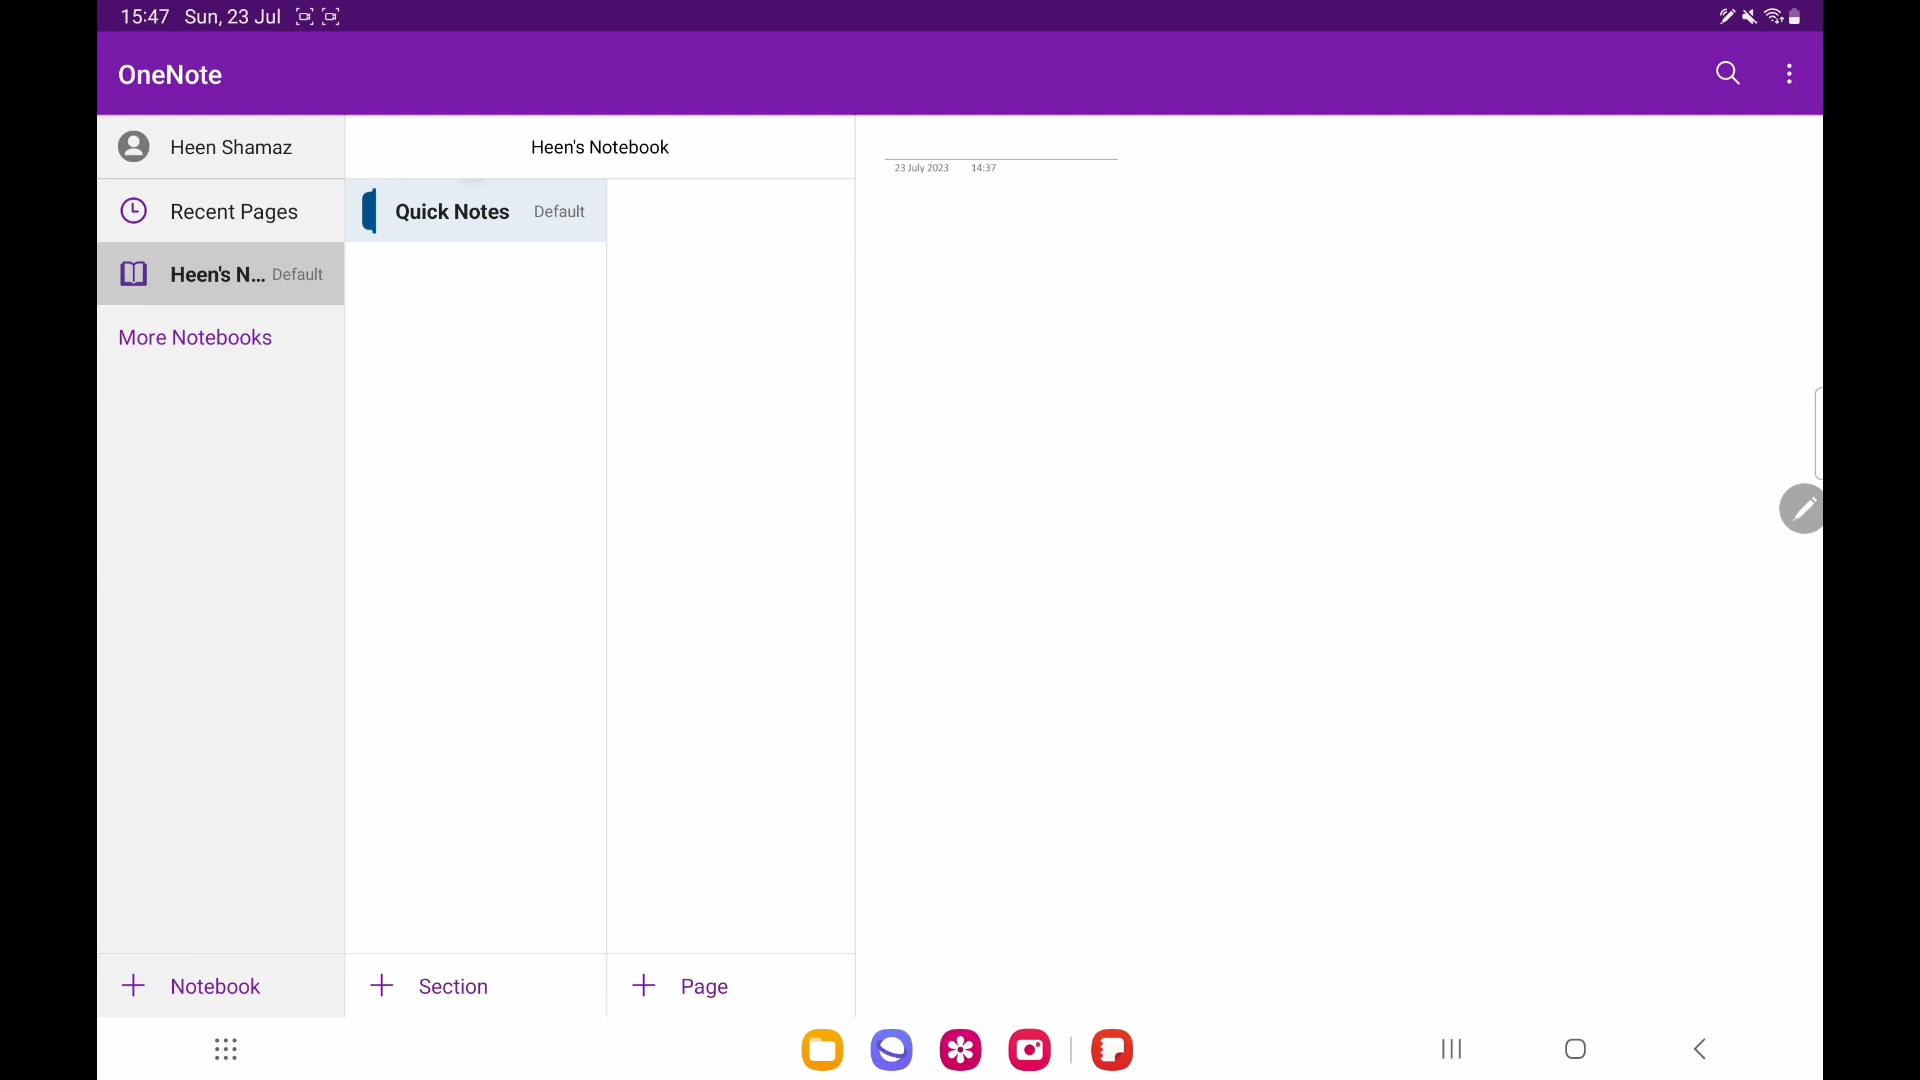 15:47 Sun, 23 Jul
OneNote
Heen Shamaz
Heen's Notebook
23 July 2023 14:37
Recent Pages
Quick Notes Default
Heen's N... Default
More Notebooks
Notebook
Section
Page